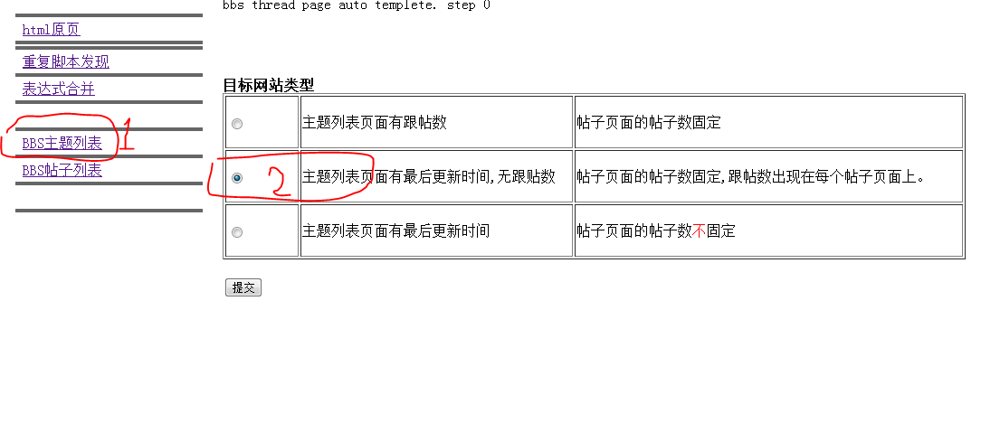 bbs thread page auto templete. step 0
html原页
重复脚本发现
表达式合并
BBS主题列表
1
BBS帖子列表
目标网站类型
主题列表页面有跟帖数 帖子页面的帖子数固定
2 主题列表页面有最后更新时间,无跟贴数 帖子页面的帖子数固定,跟帖数出现在每个帖子页面上。
主题列表页面有最后更新时间 帖子页面的帖子数不固定
提交